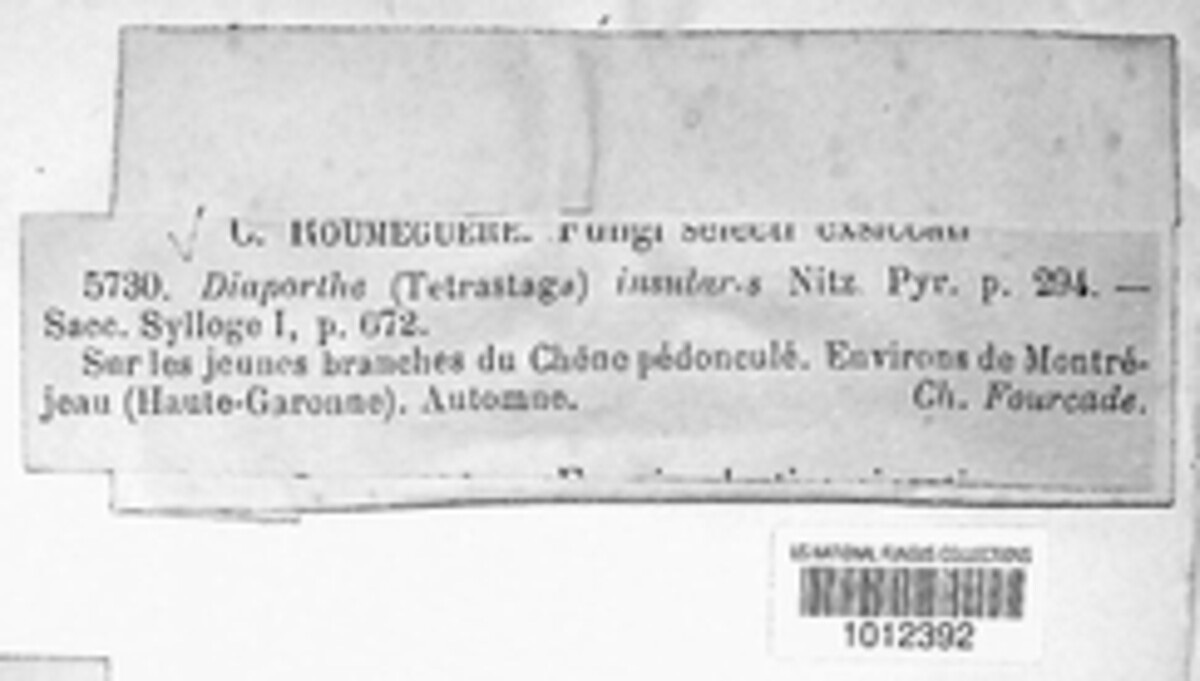 C. ROUMEGUERE. Fungi selecti exsiccati
5730. Diaporthe (Tetrastaga) insularis Nitz. Pyr. p. 294. —
Sacc. Sylloge I, p. 672.
Sur les jeunes branches du Chêne pédonculé. Environs de Montré-
jeau (Haute-Garonne). Automne. Ch. Fourcade.
US NATIONAL FUNGUS COLLECTIONS
1012392